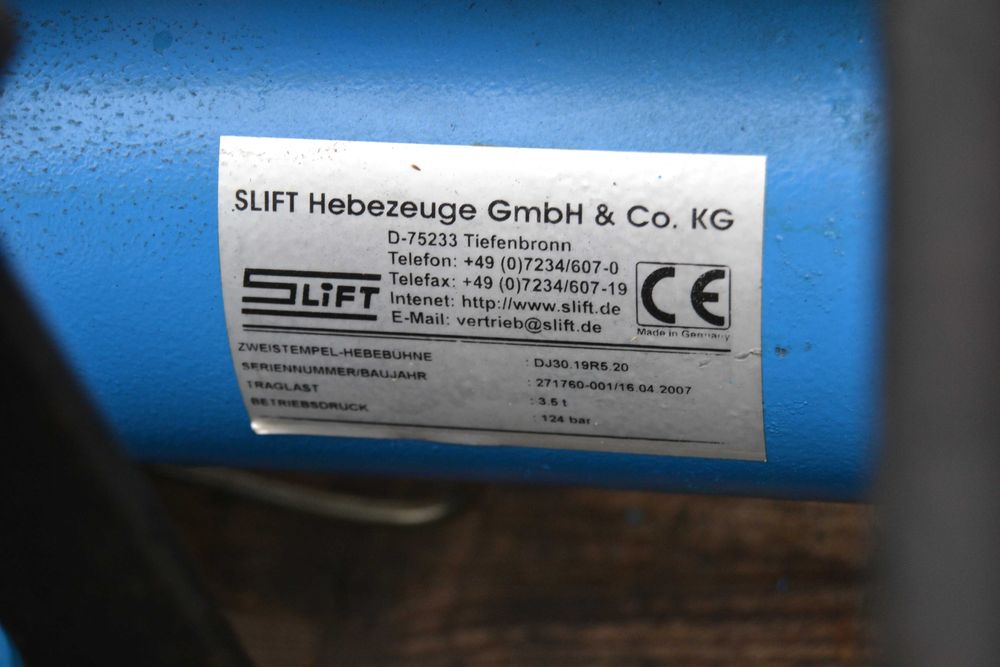 SLIFT Hebezeuge GmbH & Co. KG
D-75233 Tiefenbronn
Telefon: +49 (0)7234/607-0
Telefax: +49 (0)7234/607-19
Intenet: http://www.slift.de
E-Mail: vertrieb@slift.de
SLiFT
CE
Made in Germany
ZWEISTEMPEL-HEBEBÜHNE : DJ30.19R5.20
SERIENNUMMER/BAUJAHR : 271760-001/16.04.2007
TRAGLAST : 3.5 t
BETRIEBSDRUCK : 124 bar